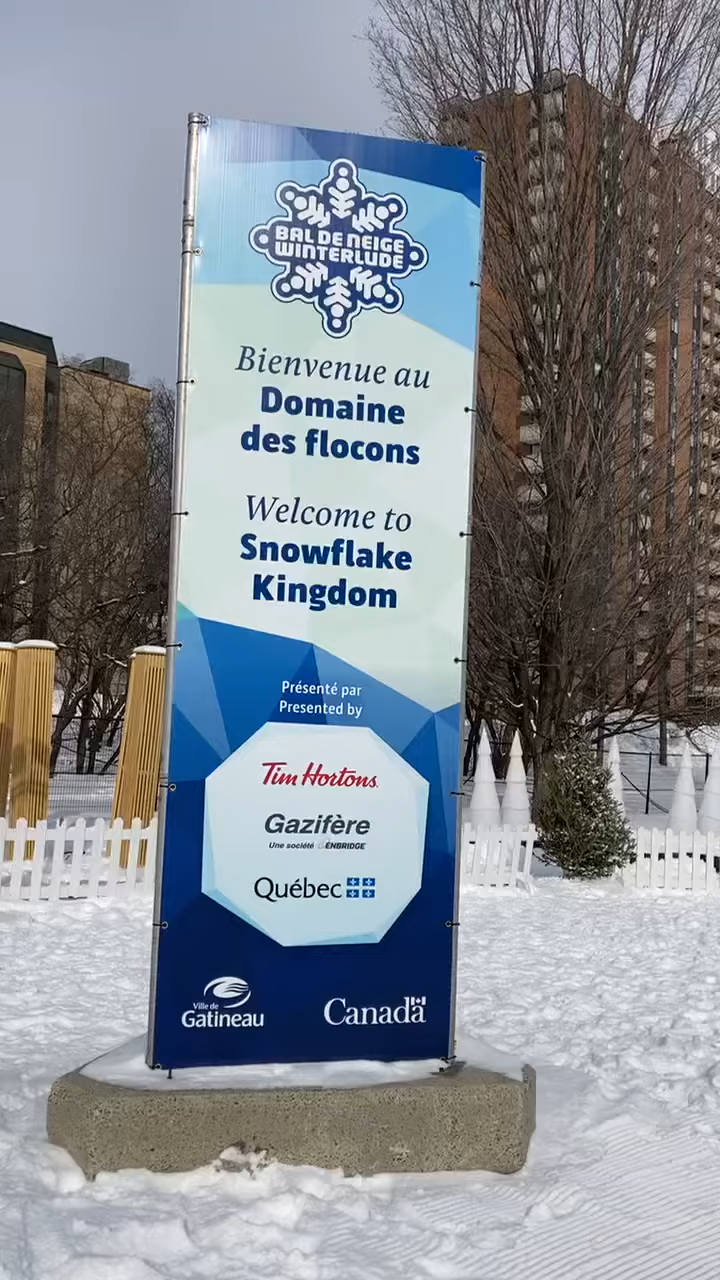 BAL DE NEIGE
WINTERLUDE
Bienvenue au
Domaine
des flocons
Welcome to
Snowflake
Kingdom
Présenté par
Presented by
Tim Hortons.
Gazifère
Une société ENBRIDGE
Québec
Ville de
Gatineau
Canada